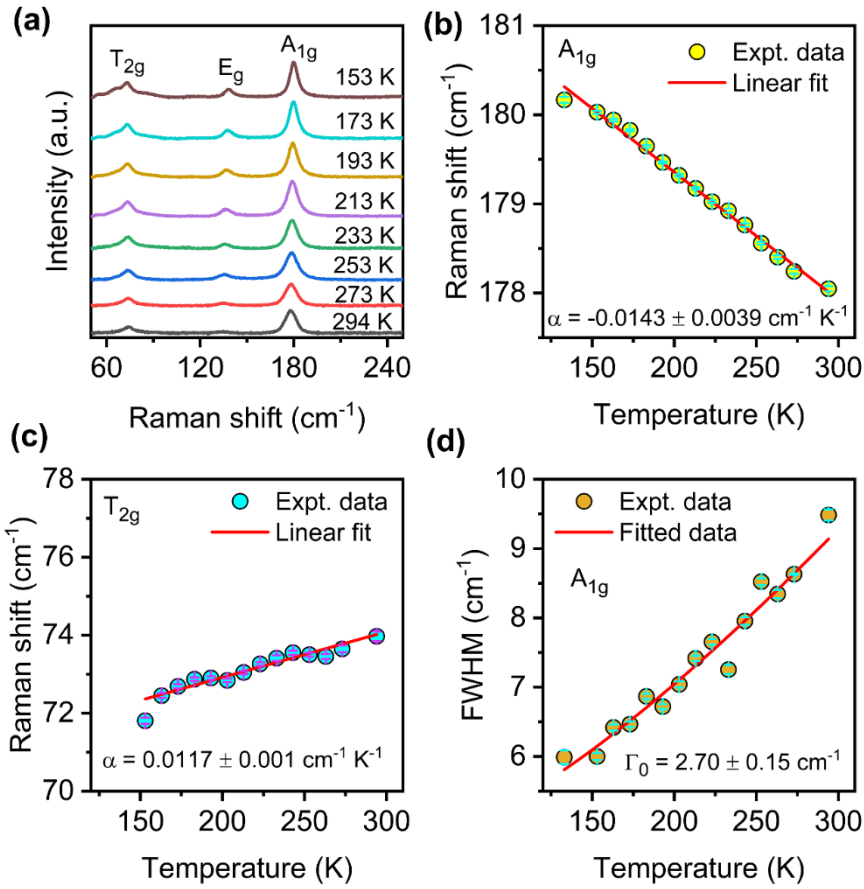 (a)
T2g
Eg
A1g
153 K
173 K
193 K
213 K
233 K
253 K
273 K
294 K
Intensity (a.u.)
60 120 180 240
Raman shift (cm-1)
(b)
A1g
Expt. data
Linear fit
181
180
179
178
Raman shift (cm-1)
α = -0.0143 ± 0.0039 cm-1 K-1
150 200 250 300
Temperature (K)
(c)
T2g
Expt. data
Linear fit
78
76
74
72
70
Raman shift (cm-1)
α = 0.0117 ± 0.001 cm-1 K-1
150 200 250 300
Temperature (K)
(d)
Expt. data
Fitted data
A1g
10
9
8
7
6
FWHM (cm-1)
Γ0 = 2.70 ± 0.15 cm-1
150 200 250 300
Temperature (K)